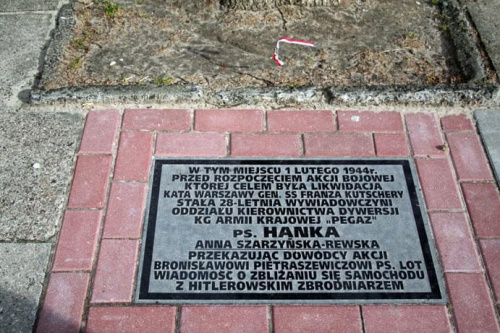 W TYM MIEJSCU 1 LUTEGO 1944r.
PRZED ROZPOCZĘCIEM AKCJI BOJOWEJ
KTÓREJ CELEM BYŁA LIKWIDACJA
KATA WARSZAWY GEN. SS FRANZA KUTSCHERY
STAŁA 28-LETNIA WYWIADOWCZYNI
ODDZIAŁU KIEROWNICTWA DYWERSJI
KG ARMII KRAJOWEJ „PEGAZ"
PS. HANKA
ANNA SZARZYŃSKA-REWSKA
PRZEKAZUJĄC DOWÓDCY AKCJI
BRONISŁAWOWI PIETRASZEWICZOWI PS. LOT
WIADOMOŚĆ O ZBLIŻANIU SIĘ SAMOCHODU
Z HITLEROWSKIM ZBRODNIARZEM